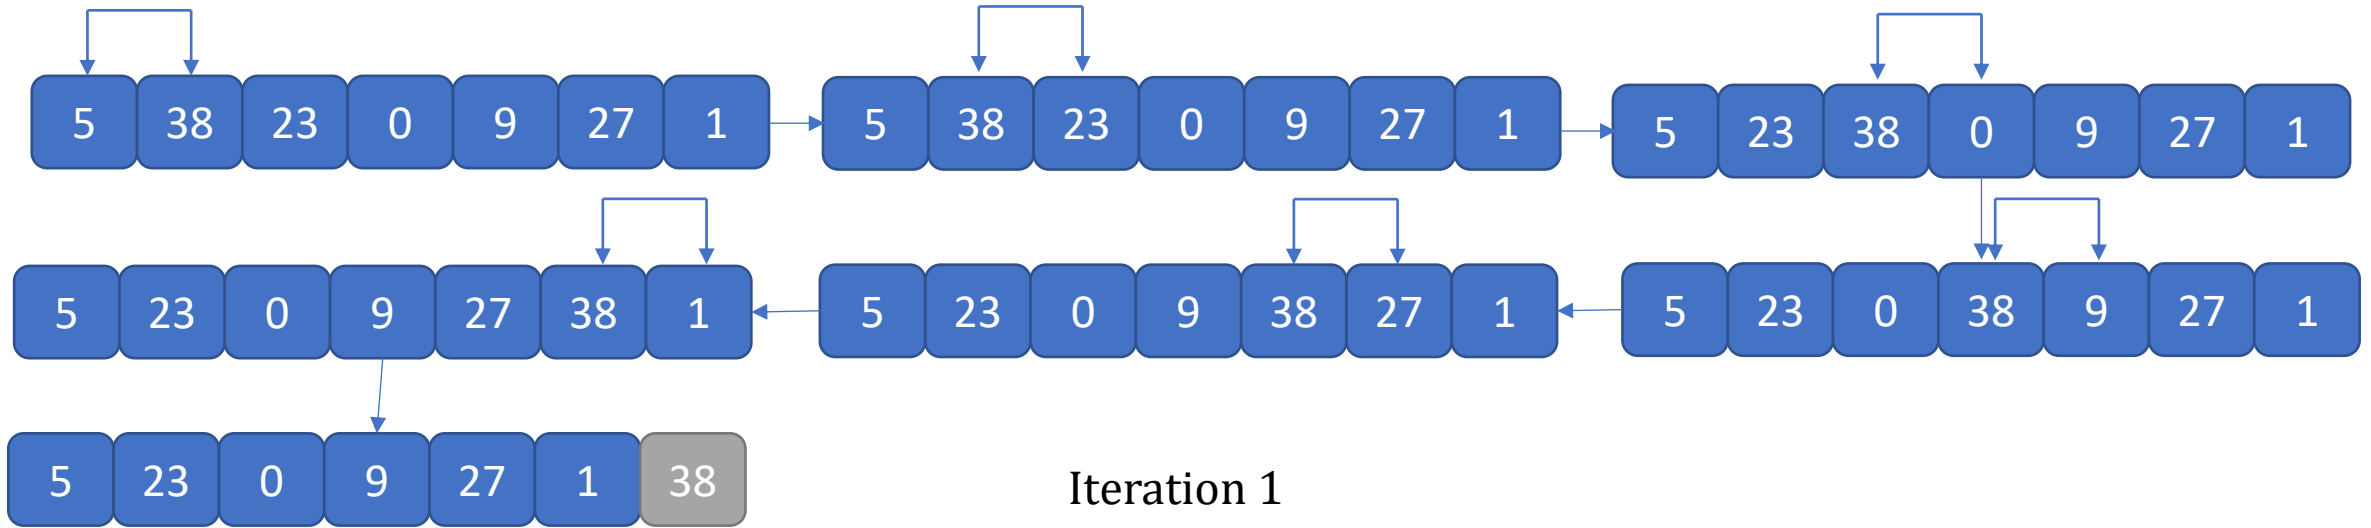 5 38 23 0 9 27 1
5 38 23 0 9 27 1
5 23 38 0 9 27 1
5 23 0 9 27 38 1
5 23 0 9 38 27 1
5 23 0 38 9 27 1
5 23 0 9 27 1 38
Iteration 1